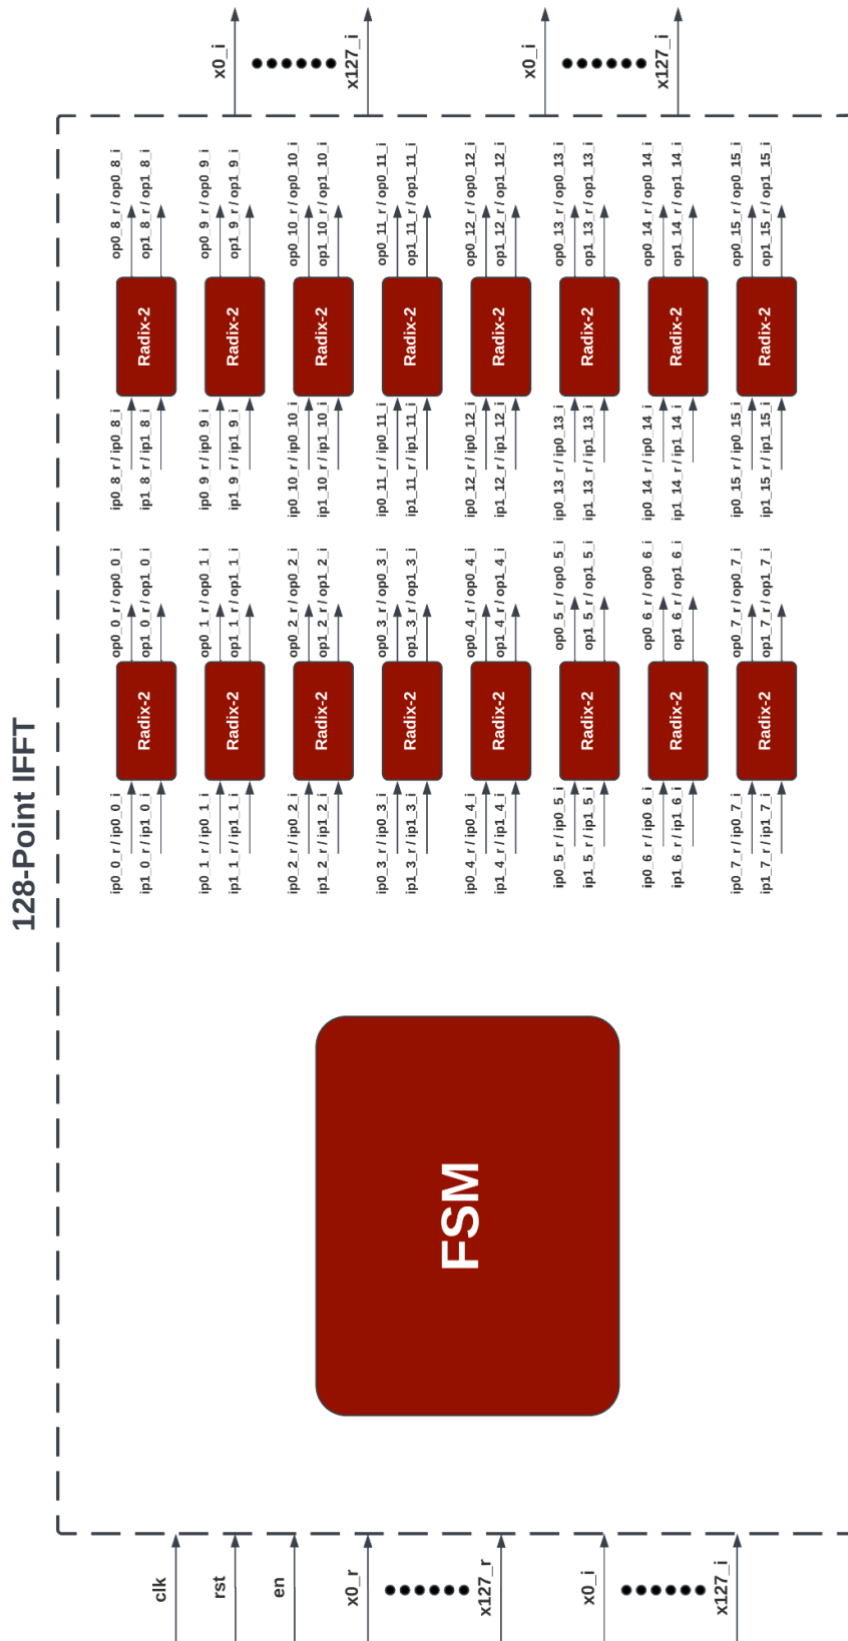 128-Point IFFT
clk
rst
en
x0_r
x127_r
x0_i
x127_i
FSM
ip0_0_r / ip0_0_i
ip1_0_r / ip1_0_i
Radix-2
op0_0_r / op0_0_i
op1_0_r / op1_0_i
ip0_1_r / ip0_1_i
ip1_1_r / ip1_1_i
Radix-2
op0_1_r / op0_1_i
op1_1_r / op1_1_i
ip0_2_r / ip0_2_i
ip1_2_r / ip1_2_i
Radix-2
op0_2_r / op0_2_i
op1_2_r / op1_2_i
ip0_3_r / ip0_3_i
ip1_3_r / ip1_3_i
Radix-2
op0_3_r / op0_3_i
op1_3_r / op1_3_i
ip0_4_r / ip0_4_i
ip1_4_r / ip1_4_i
Radix-2
op0_4_r / op0_4_i
op1_4_r / op1_4_i
ip0_5_r / ip0_5_i
ip1_5_r / ip1_5_i
Radix-2
op0_5_r / op0_5_i
op1_5_r / op1_5_i
ip0_6_r / ip0_6_i
ip1_6_r / ip1_6_i
Radix-2
op0_6_r / op0_6_i
op1_6_r / op1_6_i
ip0_7_r / ip0_7_i
ip1_7_r / ip1_7_i
Radix-2
op0_7_r / op0_7_i
op1_7_r / op1_7_i
ip0_8_r / ip0_8_i
ip1_8_r / ip1_8_i
Radix-2
op0_8_r / op0_8_i
op1_8_r / op1_8_i
ip0_9_r / ip0_9_i
ip1_9_r / ip1_9_i
Radix-2
op0_9_r / op0_9_i
op1_9_r / op1_9_i
ip0_10_r / ip0_10_i
ip1_10_r / ip1_10_i
Radix-2
op0_10_r / op0_10_i
op1_10_r / op1_10_i
ip0_11_r / ip0_11_i
ip1_11_r / ip1_11_i
Radix-2
op0_11_r / op0_11_i
op1_11_r / op1_11_i
ip0_12_r / ip0_12_i
ip1_12_r / ip1_12_i
Radix-2
op0_12_r / op0_12_i
op1_12_r / op1_12_i
ip0_13_r / ip0_13_i
ip1_13_r / ip1_13_i
Radix-2
op0_13_r / op0_13_i
op1_13_r / op1_13_i
ip0_14_r / ip0_14_i
ip1_14_r / ip1_14_i
Radix-2
op0_14_r / op0_14_i
op1_14_r / op1_14_i
ip0_15_r / ip0_15_i
ip1_15_r / ip1_15_i
Radix-2
op0_15_r / op0_15_i
op1_15_r / op1_15_i
x0_i
x127_i
x0_i
x127_i